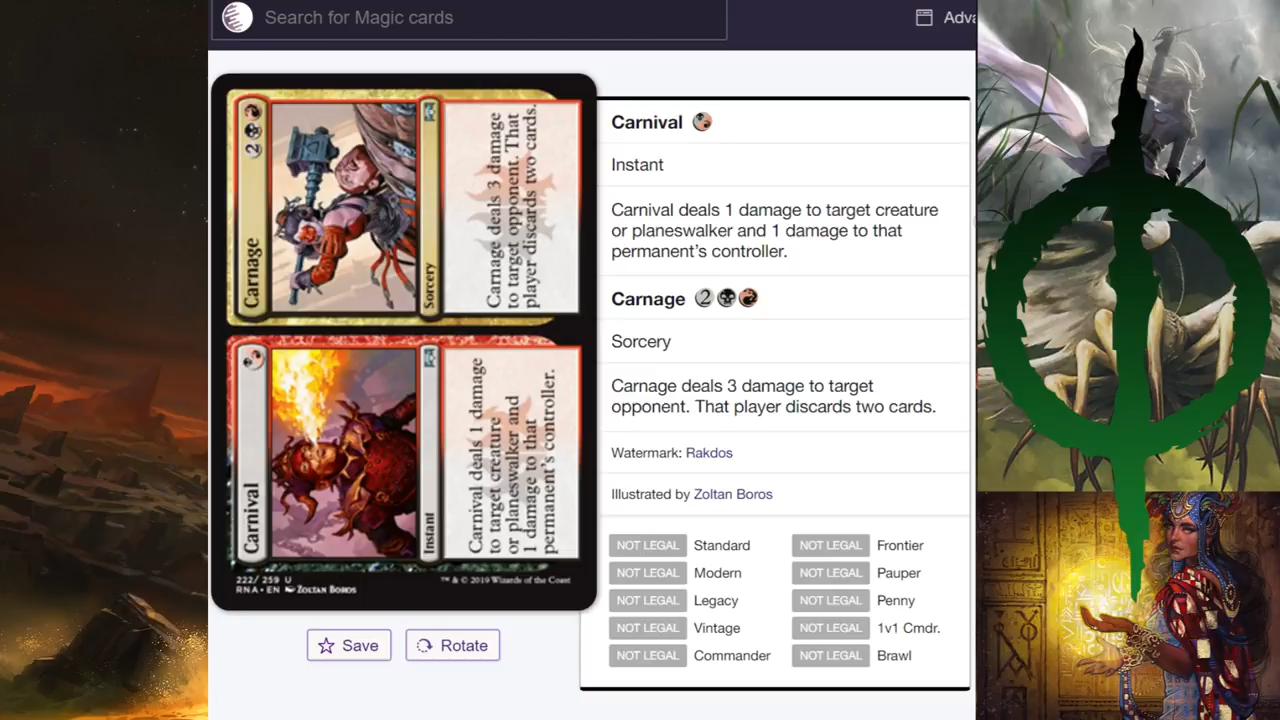 Search for Magic cards
Adva
Carnage 2
Sorcery
Carnage deals 3 damage
to target opponent. That
player discards two cards.
Carnival
Instant
Carnival deals 1 damage
to target creature
or planeswalker and
1 damage to that
permanent's controller.
222/259 U
RNA • EN ZOLTAN BOROS
™ & © 2019 Wizards of the Coast
Save
Rotate
Carnival
Instant
Carnival deals 1 damage to target creature
or planeswalker and 1 damage to that
permanent's controller.
Carnage 2
Sorcery
Carnage deals 3 damage to target
opponent. That player discards two cards.
Watermark: Rakdos
Illustrated by Zoltan Boros
NOT LEGAL Standard NOT LEGAL Frontier
NOT LEGAL Modern NOT LEGAL Pauper
NOT LEGAL Legacy NOT LEGAL Penny
NOT LEGAL Vintage NOT LEGAL 1v1 Cmdr.
NOT LEGAL Commander NOT LEGAL Brawl